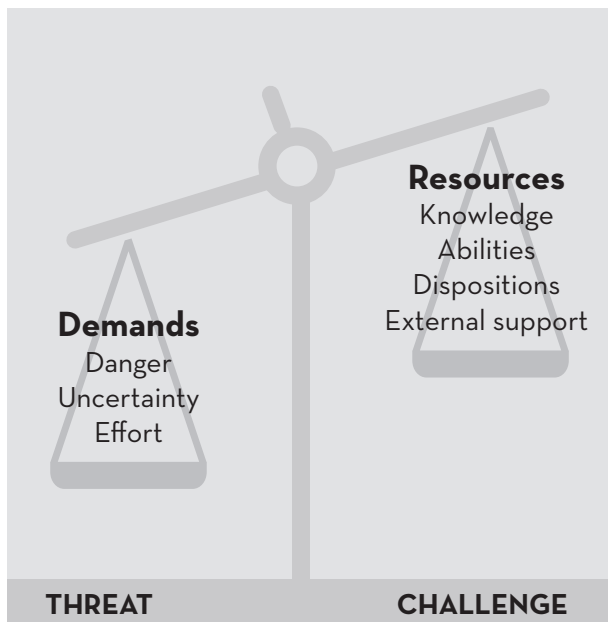 Resources
Knowledge
Abilities
Dispositions
External support
Demands
Danger
Uncertainty
Effort
THREAT
CHALLENGE